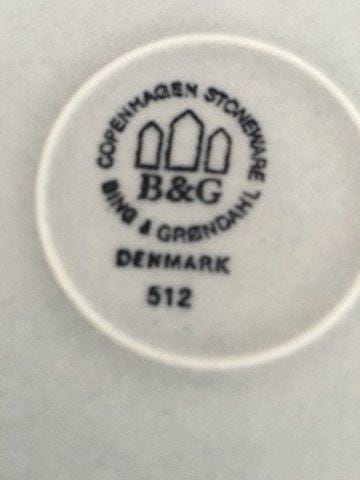 COPENHAGEN STONEWARE
B&G
BING & GRØNDAHL
DENMARK
512